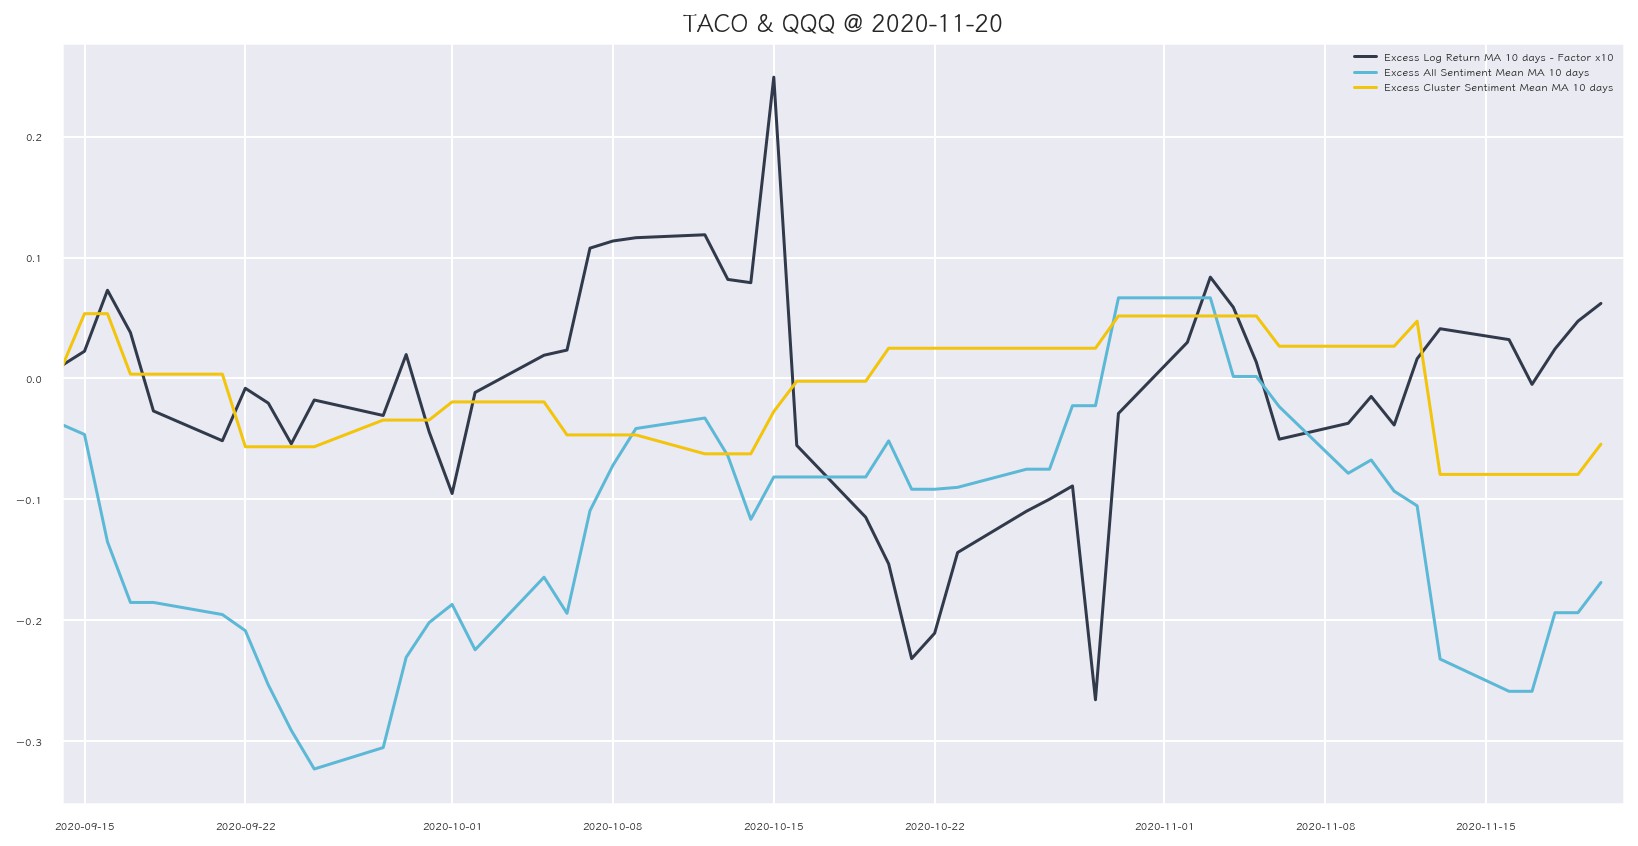 TACO & QQQ @ 2020-11-20
Excess Log Return MA 10 days - Factor x10
Excess All Sentiment Mean MA 10 days
Excess Cluster Sentiment Mean MA 10 days
0.2
0.1
0.0
−0.1
−0.2
−0.3
2020-09-15 2020-09-22 2020-10-01 2020-10-08 2020-10-15 2020-10-22 2020-11-01 2020-11-08 2020-11-15